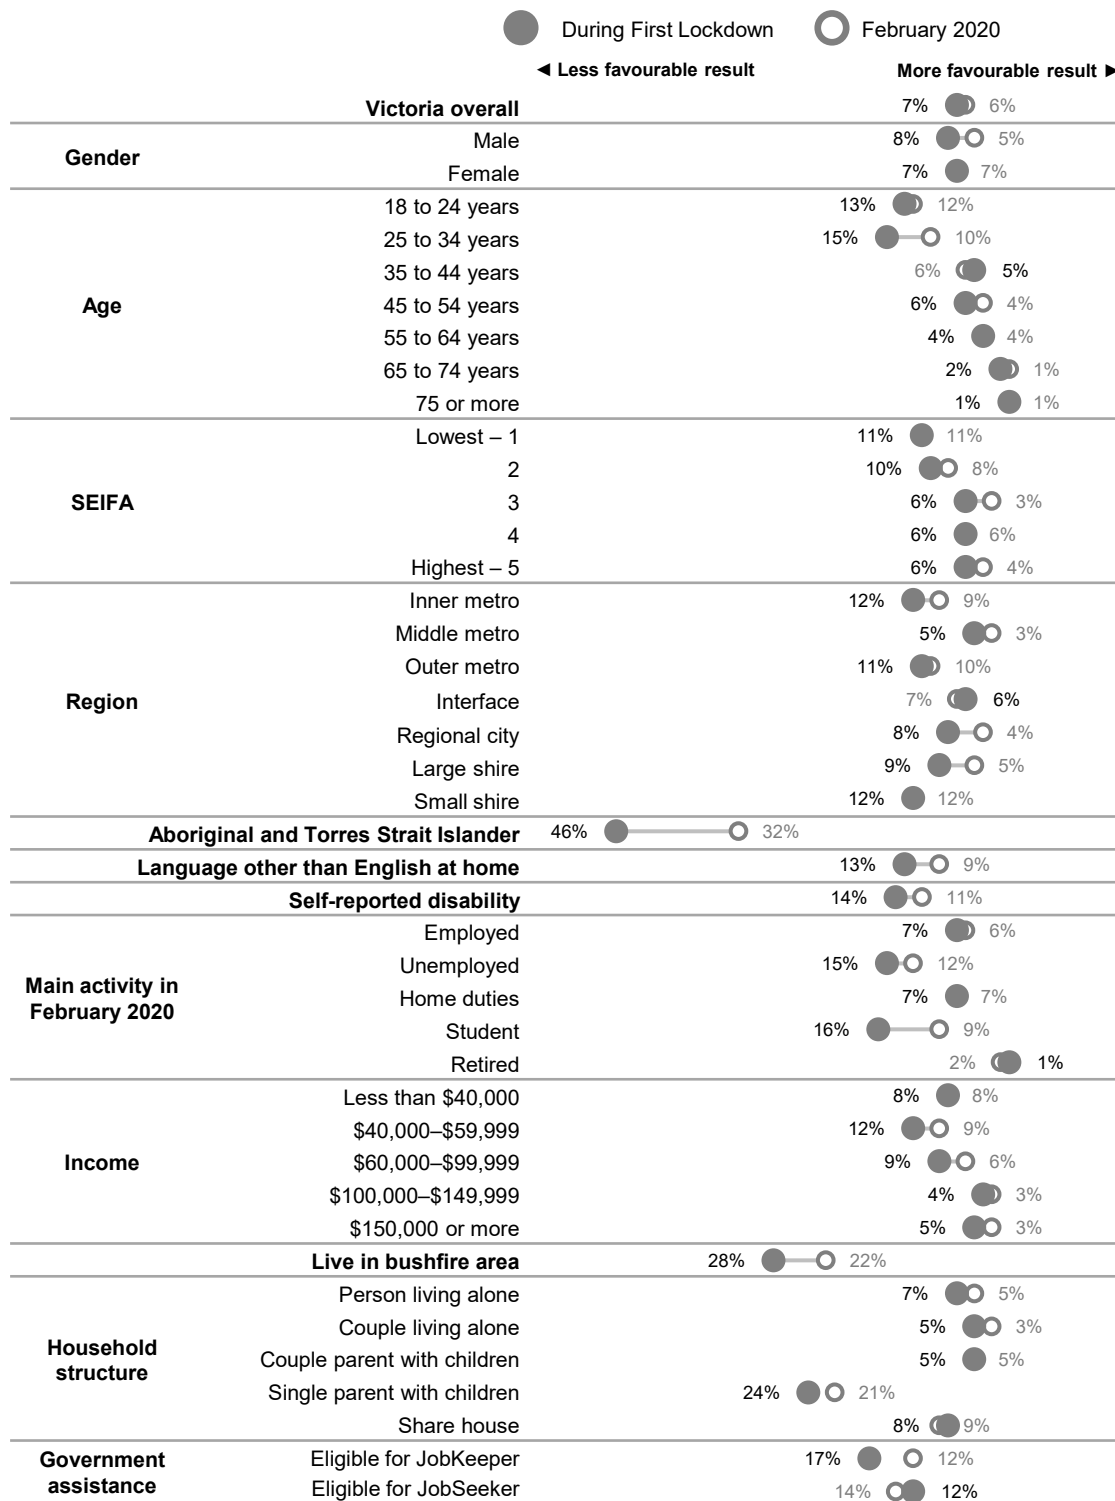 During First Lockdown February 2020
◄ Less favourable result More favourable result ►
Victoria overall 7% 6%
Gender
Male 8% 5%
Female 7% 7%
Age
18 to 24 years 13% 12%
25 to 34 years 15% 10%
35 to 44 years 6% 5%
45 to 54 years 6% 4%
55 to 64 years 4% 4%
65 to 74 years 2% 1%
75 or more 1% 1%
SEIFA
Lowest – 1 11% 11%
2 10% 8%
3 6% 3%
4 6% 6%
Highest – 5 6% 4%
Region
Inner metro 12% 9%
Middle metro 5% 3%
Outer metro 11% 10%
Interface 7% 6%
Regional city 8% 4%
Large shire 9% 5%
Small shire 12% 12%
Aboriginal and Torres Strait Islander 46% 32%
Language other than English at home 13% 9%
Self-reported disability 14% 11%
Main activity in
February 2020
Employed 7% 6%
Unemployed 15% 12%
Home duties 7% 7%
Student 16% 9%
Retired 2% 1%
Income
Less than $40,000 8% 8%
$40,000–$59,999 12% 9%
$60,000–$99,999 9% 6%
$100,000–$149,999 4% 3%
$150,000 or more 5% 3%
Live in bushfire area 28% 22%
Household
structure
Person living alone 7% 5%
Couple living alone 5% 3%
Couple parent with children 5% 5%
Single parent with children 24% 21%
Share house 8% 9%
Government
assistance
Eligible for JobKeeper 17% 12%
Eligible for JobSeeker 14% 12%